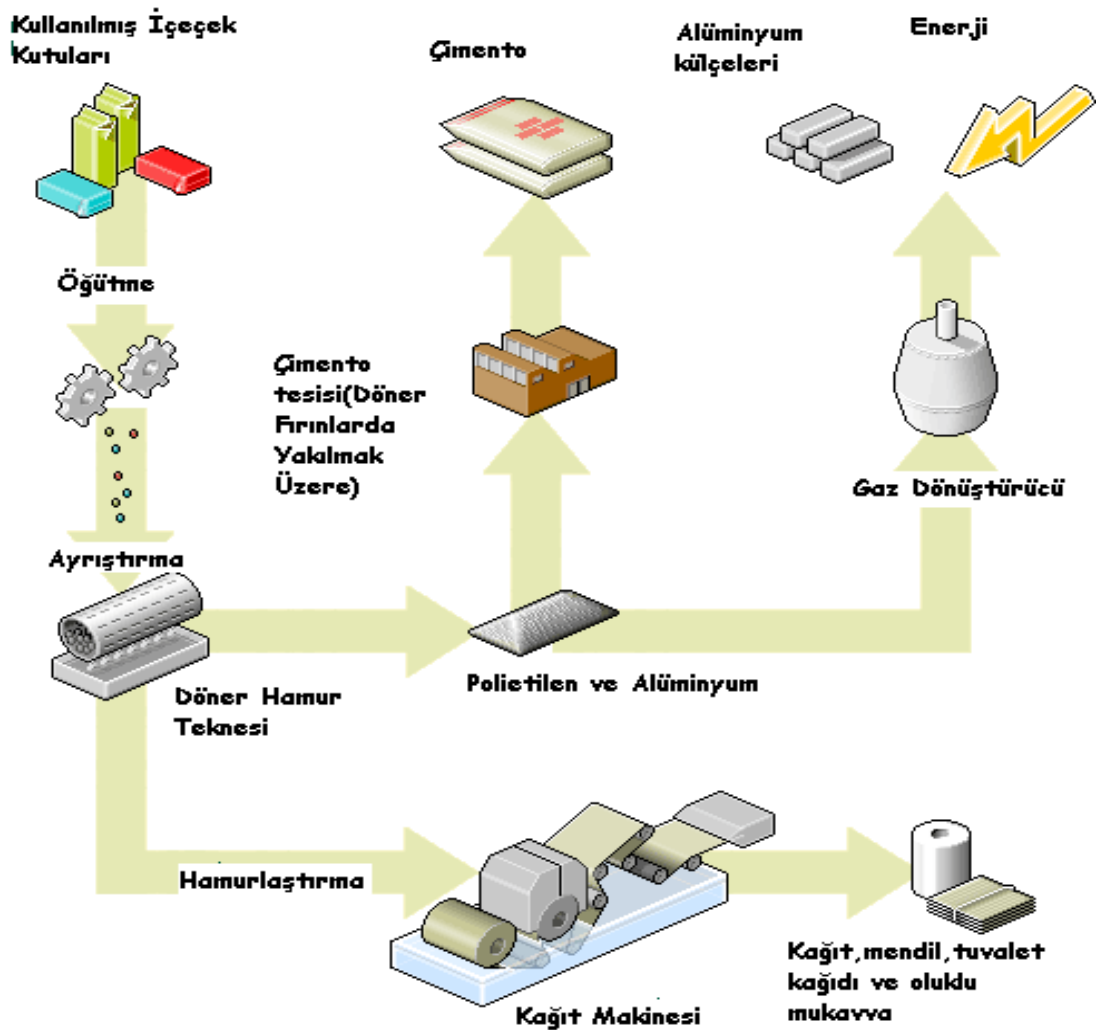 Kullanılmış İçeçek
Kutuları
Çimento
Alüminyum
külçeleri
Enerji
Öğütme
Çimento
tesisi(Döner
Fırınlarda
Yakılmak
Üzere)
Gaz Dönüştürücü
Ayrıştırma
Döner Hamur
Teknesi
Polietilen ve Alüminyum
Hamurlaştırma
Kağıt Makinesi
Kağıt,mendil,tuvalet
kağıdı ve oluklu
mukavva